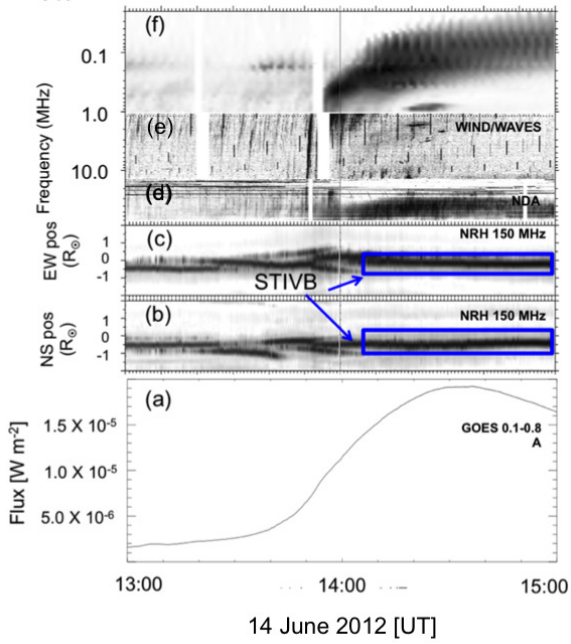 (f)
0.1
1.0
(e)
WIND/WAVES
10.0
Frequency (MHz)
(d)
NDA
(c)
NRH 150 MHz
1
0
-1
EW pos
(R☉)
STIVB
(b)
NRH 150 MHz
1
0
-1
NS pos
(R☉)
(a)
GOES 0.1-0.8
A
1.5 X 10⁻⁵
1.0 X 10⁻⁵
5.0 X 10⁻⁶
Flux [W m⁻²]
13:00
14:00
15:00
14 June 2012 [UT]